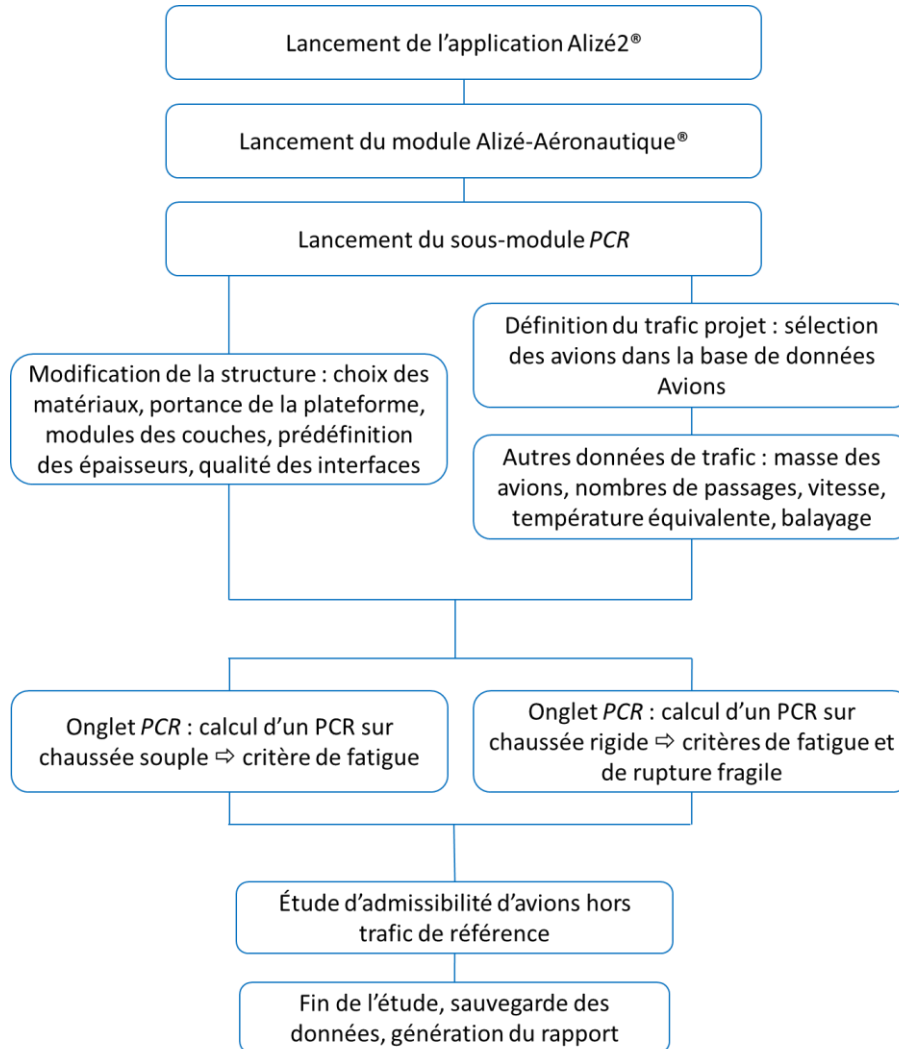 Lancement de l’application Alizé2®
Lancement du module Alizé-Aéronautique®
Lancement du sous-module PCR
Modification de la structure : choix des
matériaux, portance de la plateforme,
modules des couches, prédéfinition
des épaisseurs, qualité des interfaces
Définition du trafic projet : sélection
des avions dans la base de données
Avions
Autres données de trafic : masse des
avions, nombres de passages, vitesse,
température équivalente, balayage
Onglet PCR : calcul d’un PCR sur
chaussée souple ⇨ critère de fatigue
Onglet PCR : calcul d’un PCR sur
chaussée rigide ⇨ critères de fatigue et
de rupture fragile
Étude d’admissibilité d’avions hors
trafic de référence
Fin de l’étude, sauvegarde des
données, génération du rapport